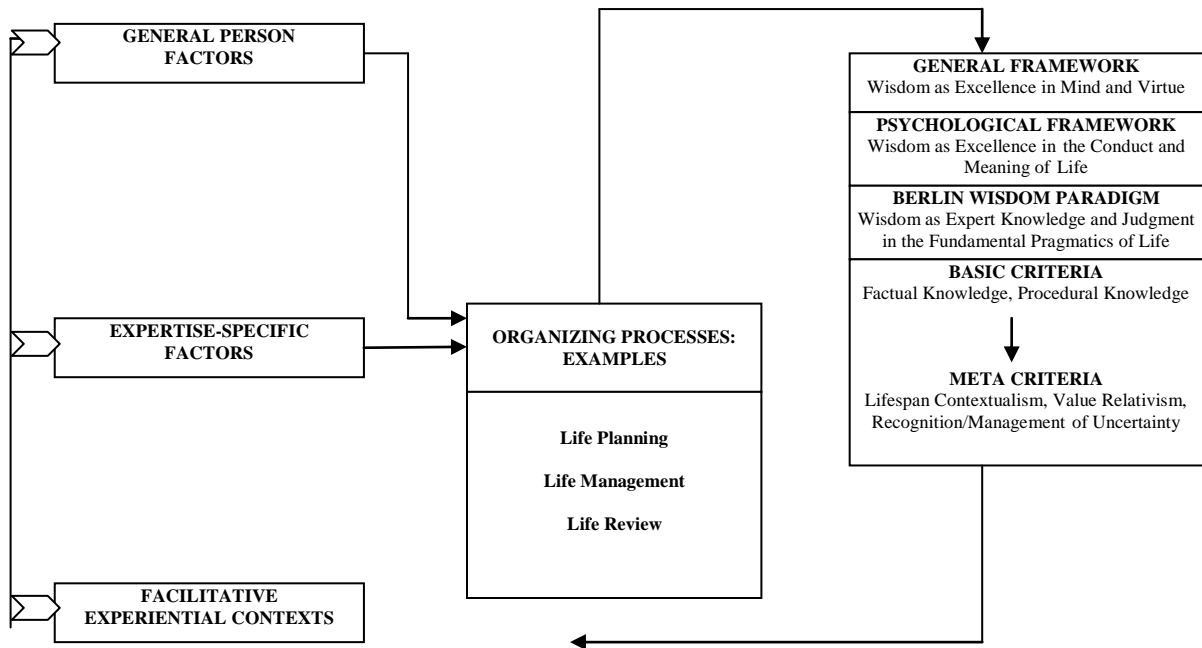 GENERAL PERSON
FACTORS
EXPERTISE-SPECIFIC
FACTORS
FACILITATIVE
EXPERIENTIAL CONTEXTS
ORGANIZING PROCESSES:
EXAMPLES
Life Planning
Life Management
Life Review
GENERAL FRAMEWORK
Wisdom as Excellence in Mind and Virtue
PSYCHOLOGICAL FRAMEWORK
Wisdom as Excellence in the Conduct and
Meaning of Life
BERLIN WISDOM PARADIGM
Wisdom as Expert Knowledge and Judgment
in the Fundamental Pragmatics of Life
BASIC CRITERIA
Factual Knowledge, Procedural Knowledge
META CRITERIA
Lifespan Contextualism, Value Relativism,
Recognition/Management of Uncertainty